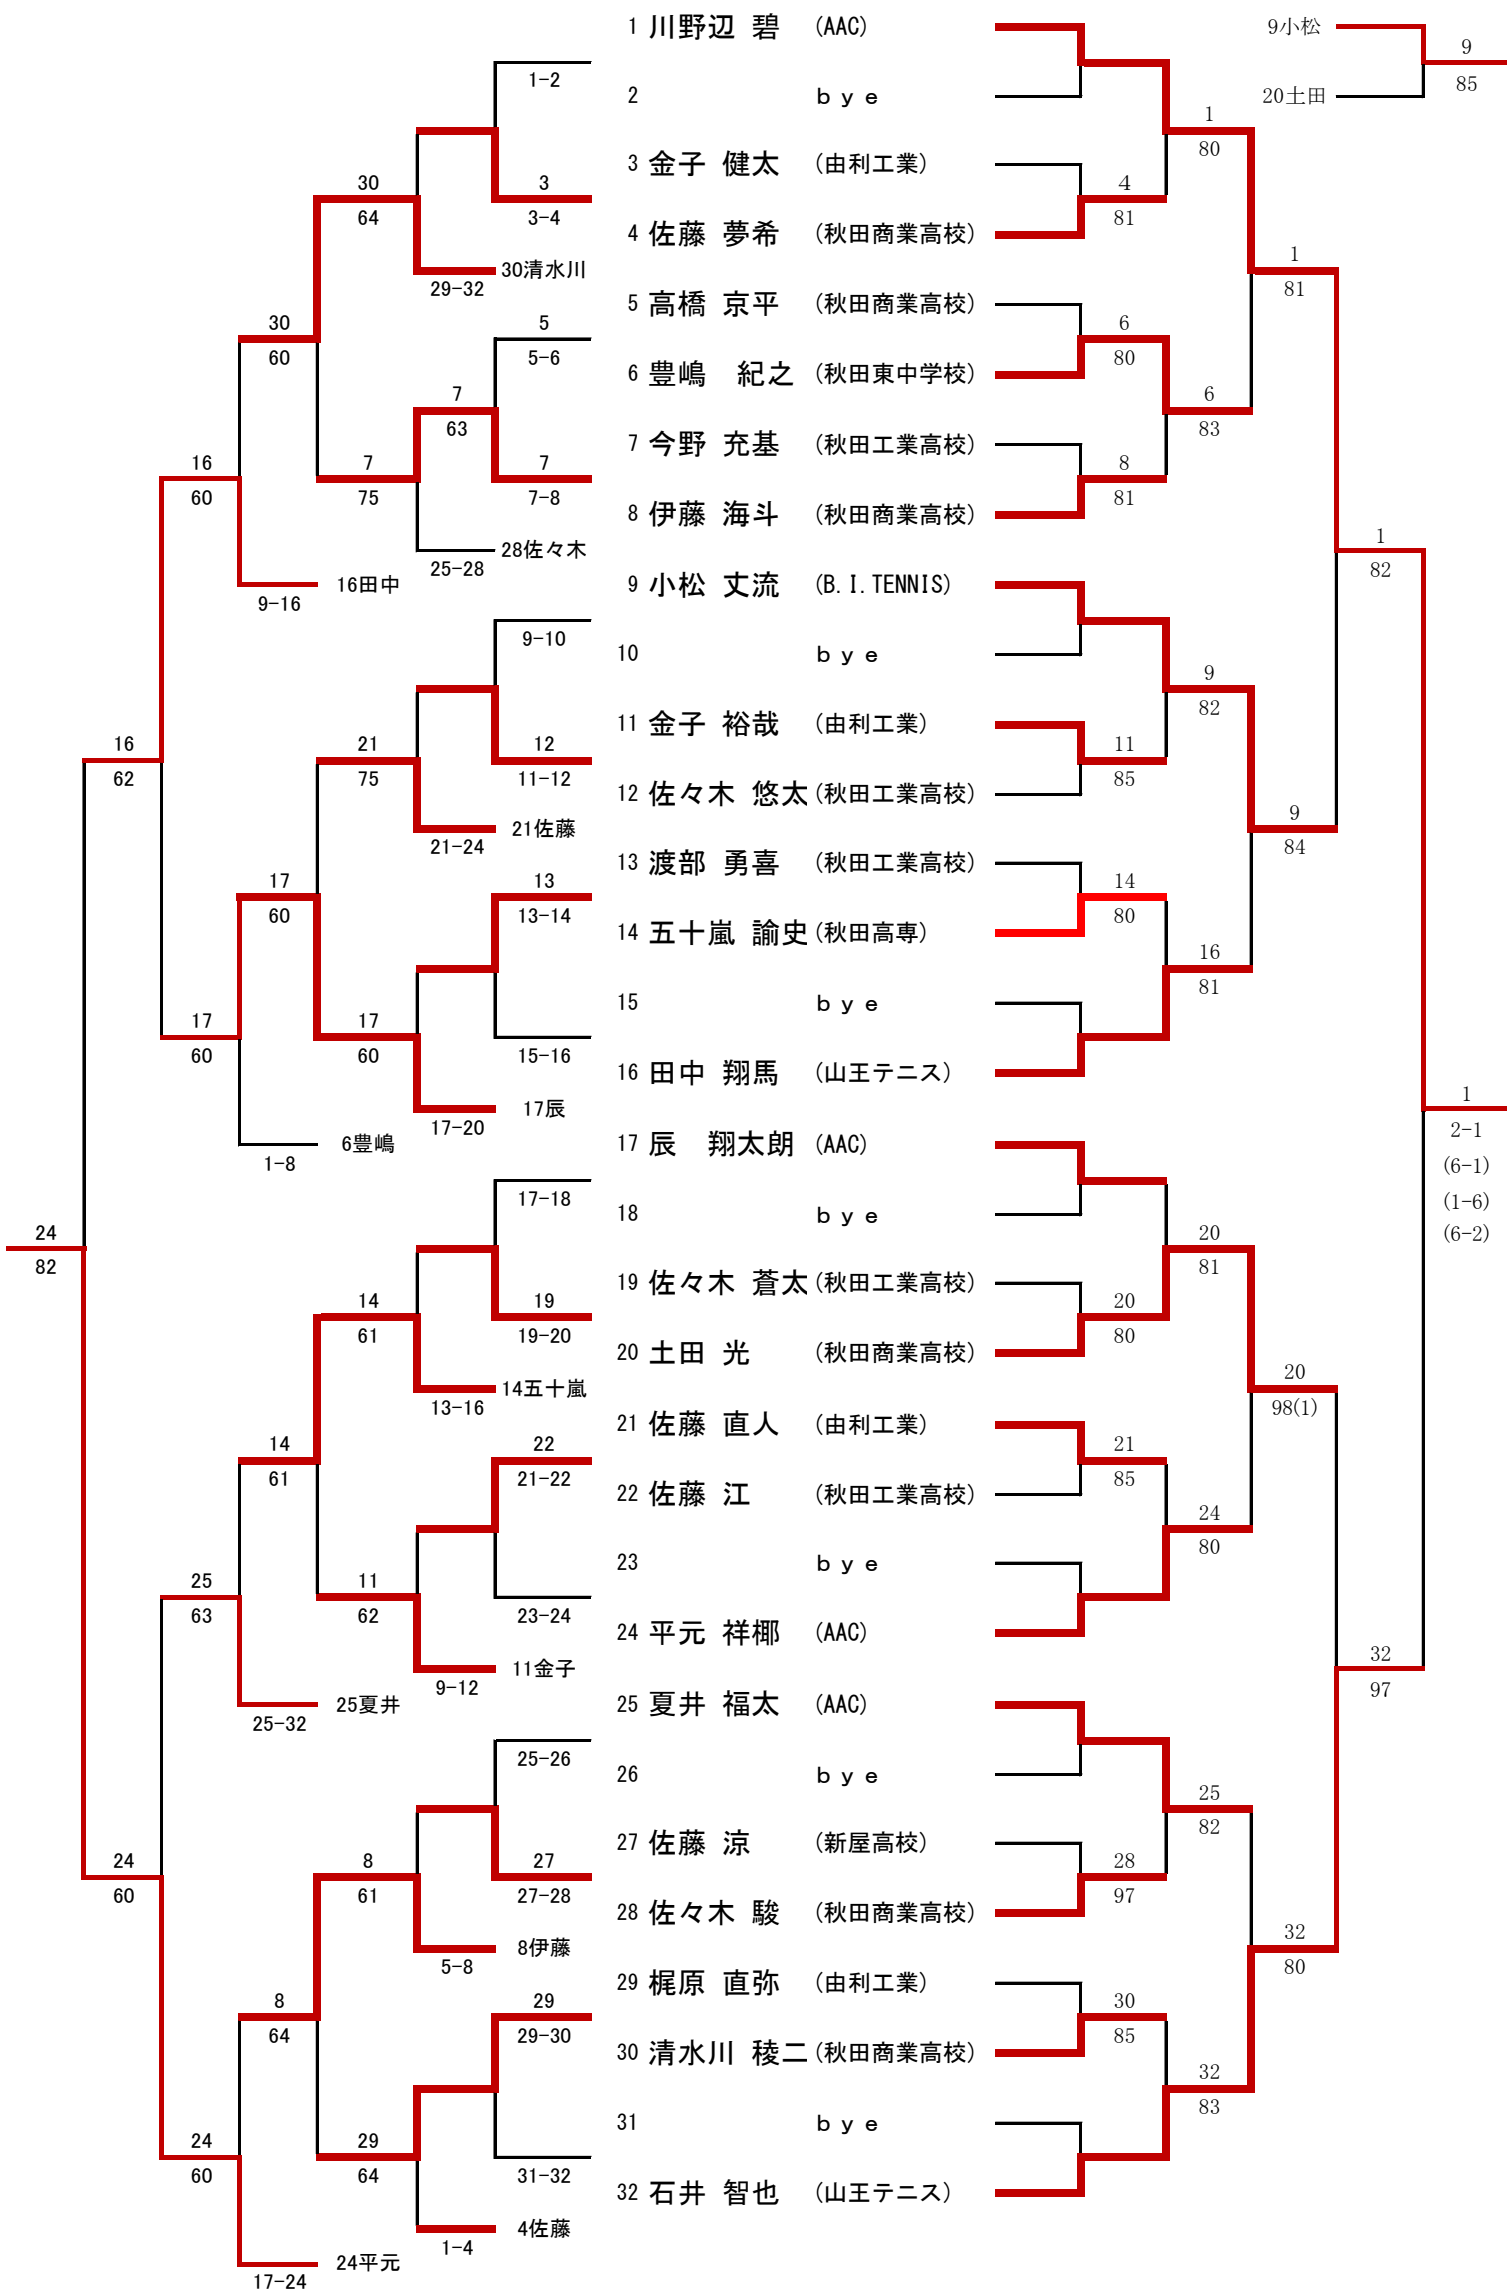 1 川野辺 碧 (AAC)
2 bye
3 金子 健太 (由利工業)
4 佐藤 夢希 (秋田商業高校)
5 高橋 京平 (秋田商業高校)
6 豊嶋 紀之 (秋田東中学校)
7 今野 充基 (秋田工業高校)
8 伊藤 海斗 (秋田商業高校)
9 小松 丈流 (B.I.TENNIS)
10 bye
11 金子 裕哉 (由利工業)
12 佐々木 悠太 (秋田工業高校)
13 渡部 勇喜 (秋田工業高校)
14 五十嵐 諭史 (秋田高専)
15 bye
16 田中 翔馬 (山王テニス)
17 辰 翔太朗 (AAC)
18 bye
19 佐々木 蒼太 (秋田工業高校)
20 土田 光 (秋田商業高校)
21 佐藤 直人 (由利工業)
22 佐藤 江 (秋田工業高校)
23 bye
24 平元 祥椰 (AAC)
25 夏井 福太 (AAC)
26 bye
27 佐藤 涼 (新屋高校)
28 佐々木 駿 (秋田商業高校)
29 梶原 直弥 (由利工業)
30 清水川 稜二 (秋田商業高校)
31 bye
32 石井 智也 (山王テニス)
4
81
6
80
8
81
11
85
14
80
20
80
21
85
28
97
30
85
1
80
6
83
9
82
16
81
20
81
24
80
25
82
32
83
1
81
9
84
20
98(1)
32
80
1
82
32
97
1
2-1
(6-1)
(1-6)
(6-2)
9小松
20土田
9
85
1-2
3
3-4
5
5-6
7
7-8
9-10
12
11-12
13
13-14
15-16
17-18
19
19-20
22
21-22
23-24
25-26
27
27-28
29
29-30
31-32
30清水川
29-32
7
63
28佐々木
25-28
21佐藤
21-24
17辰
17-20
14五十嵐
13-16
11金子
9-12
8伊藤
5-8
4佐藤
1-4
30
64
7
75
21
75
17
60
14
61
11
62
8
61
29
64
30
60
16田中
9-16
17
60
6豊嶋
1-8
14
61
25夏井
25-32
8
64
24平元
17-24
16
60
17
60
25
63
24
60
16
62
24
60
24
82